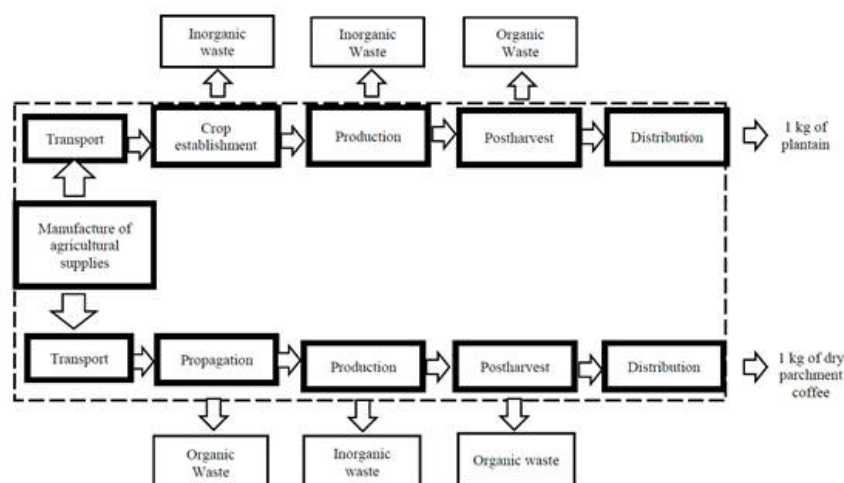 Inorganic
waste
Inorganic
Waste
Organic
Waste
Transport
Crop
establishment
Production
Postharvest
Distribution
1 kg of
plantain
Manufacture of
agricultural
supplies
Transport
Propagation
Production
Postharvest
Distribution
1 kg of dry
parchment
coffee
Organic
Waste
Inorganic
waste
Organic waste